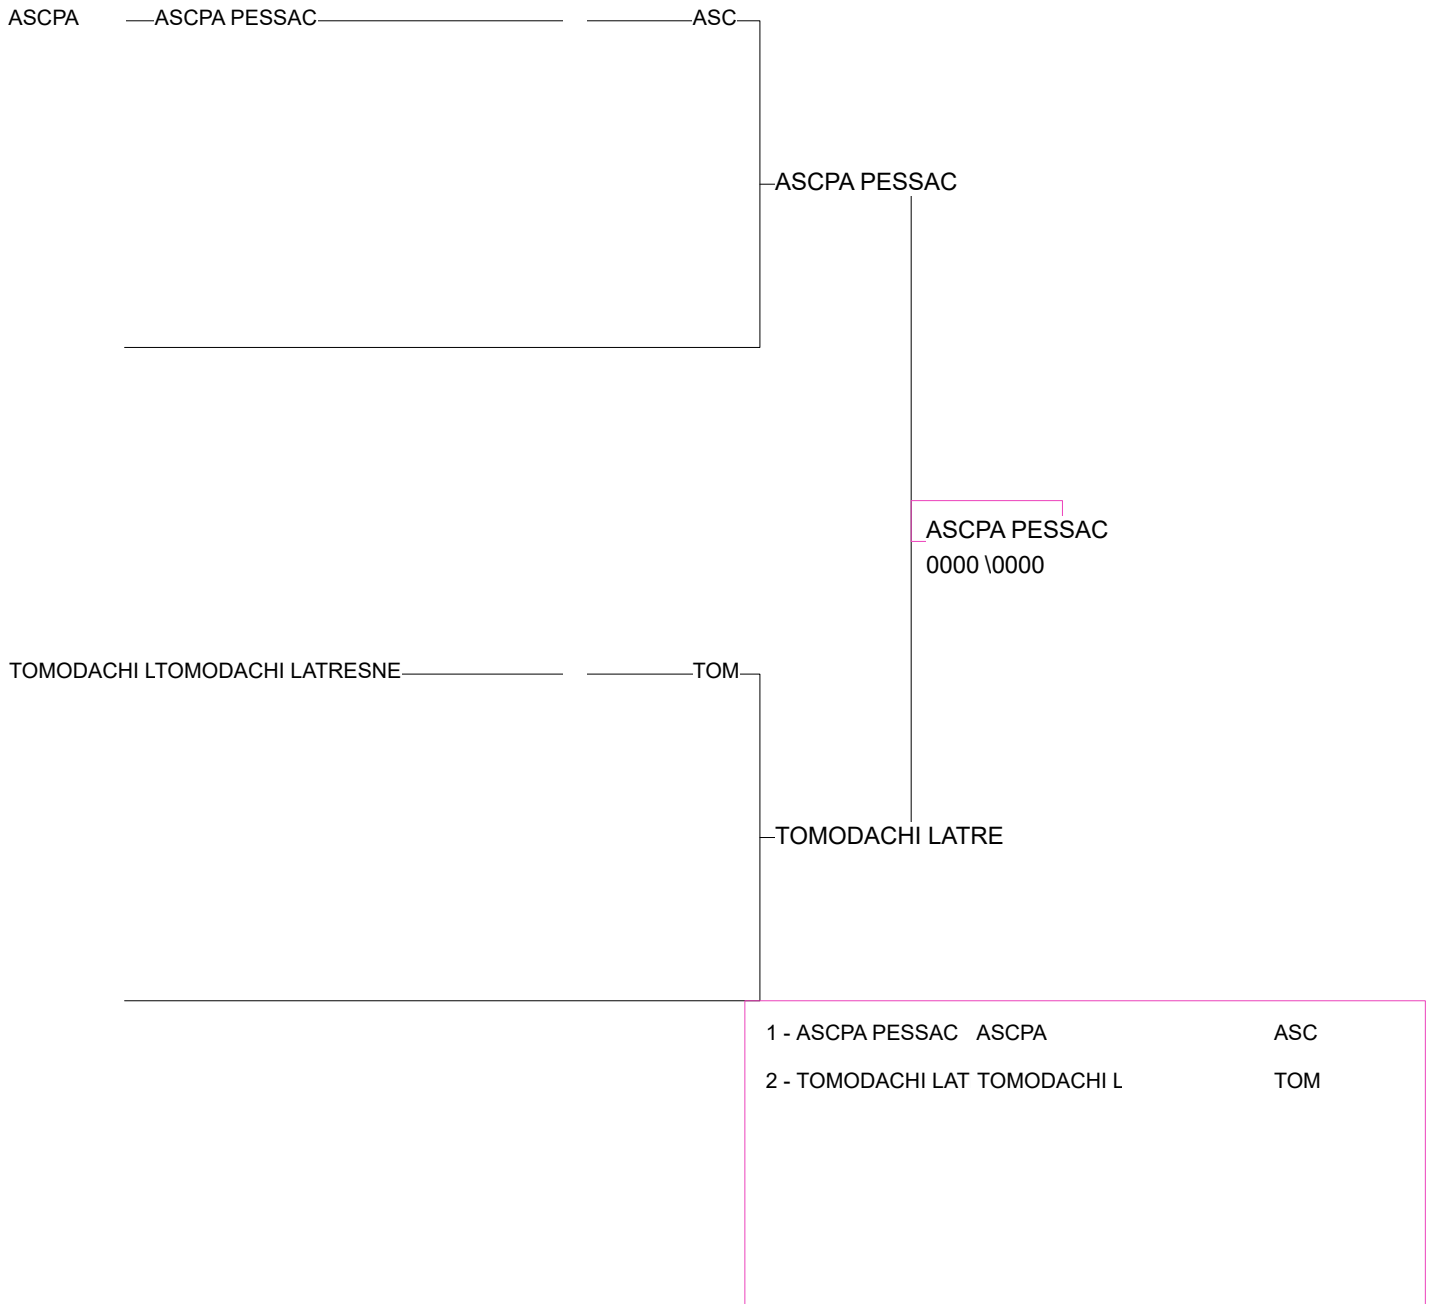 ASCPA ASCPA PESSAC ASC
ASCPA PESSAC
ASCPA PESSAC
0000 \0000
TOMODACHI LTOMODACHI LATRESNE TOM
TOMODACHI LATRE
1 - ASCPA PESSAC ASCPA ASC
2 - TOMODACHI LAT TOMODACHI L TOM